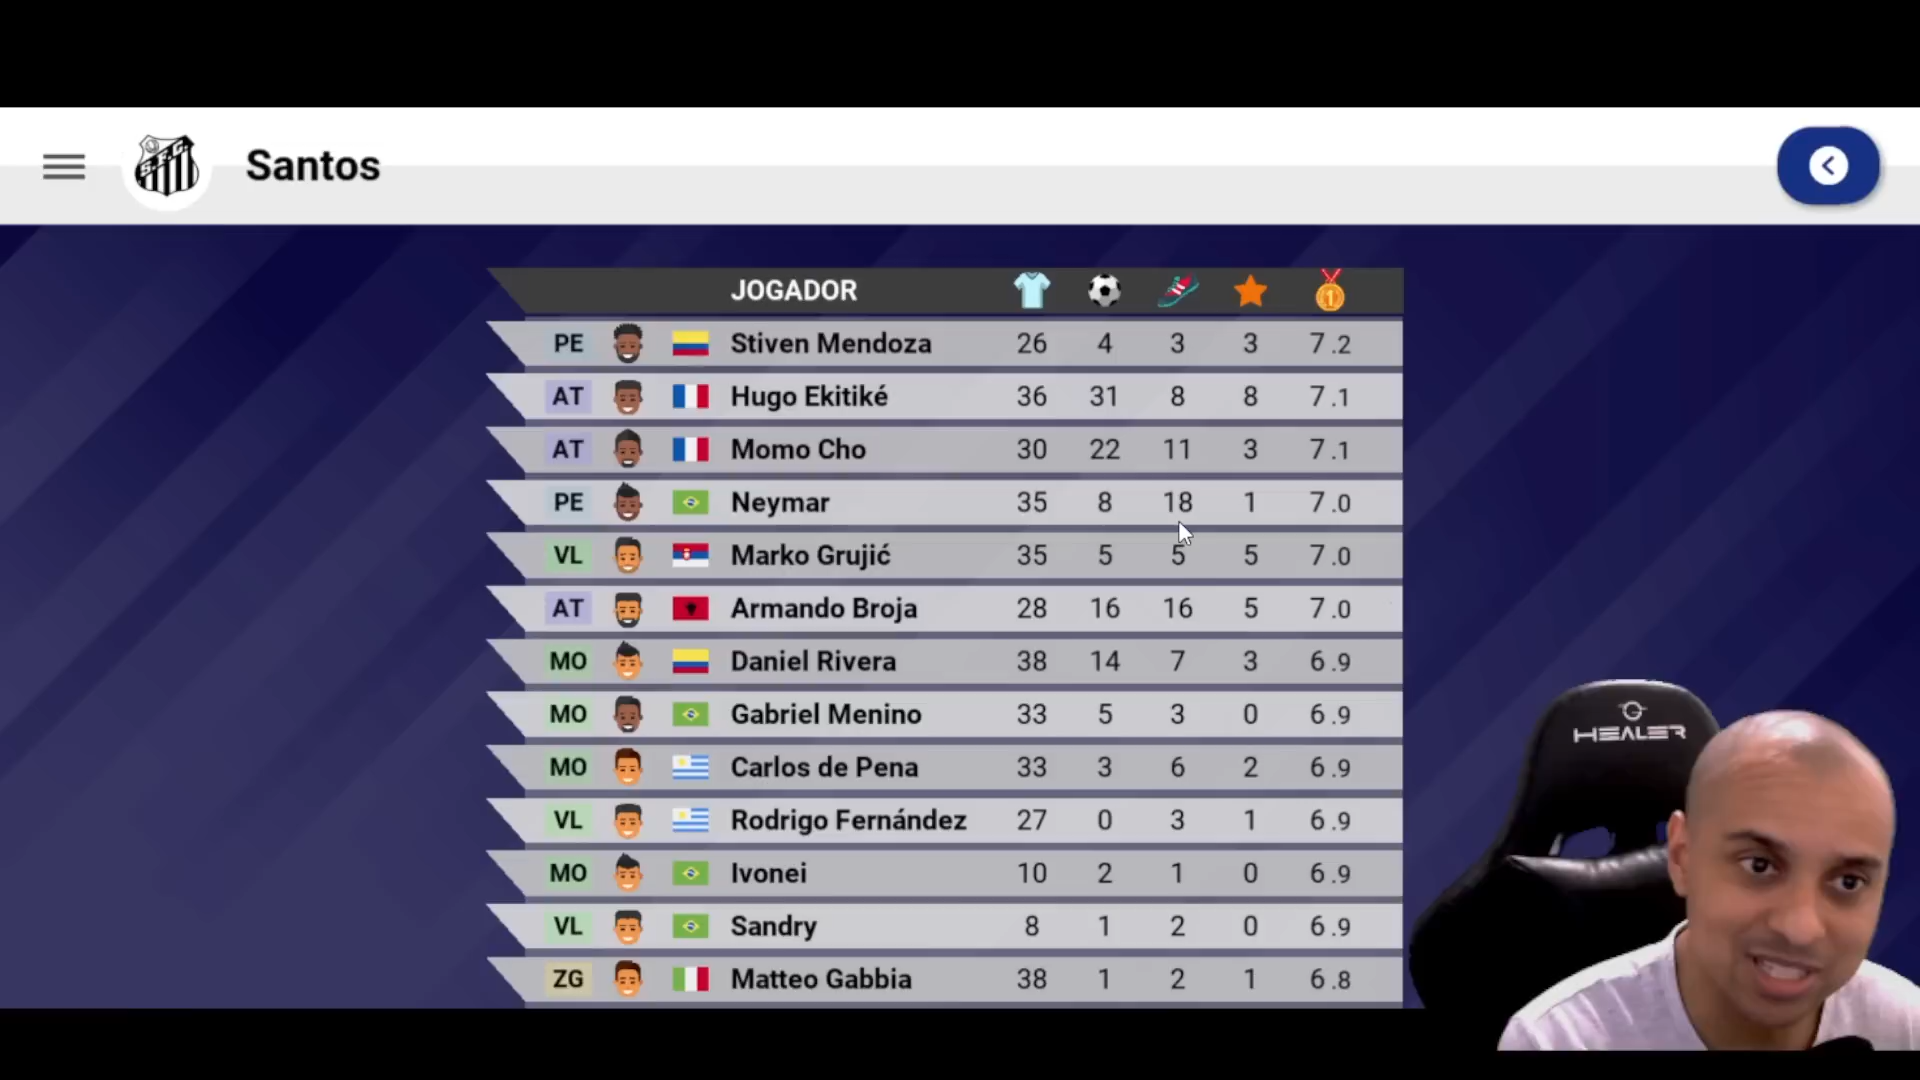 Santos
JOGADOR
PE Stiven Mendoza 26 4 3 3 7.2
AT Hugo Ekitiké 36 31 8 8 7.1
AT Momo Cho 30 22 11 3 7.1
PE Neymar 35 8 18 1 7.0
VL Marko Grujić 35 5 5 5 7.0
AT Armando Broja 28 16 16 5 7.0
MO Daniel Rivera 38 14 7 3 6.9
MO Gabriel Menino 33 5 3 0 6.9
MO Carlos de Pena 33 3 6 2 6.9
VL Rodrigo Fernández 27 0 3 1 6.9
MO Ivonei 10 2 1 0 6.9
VL Sandry 8 1 2 0 6.9
ZG Matteo Gabbia 38 1 2 1 6.8
HEALER